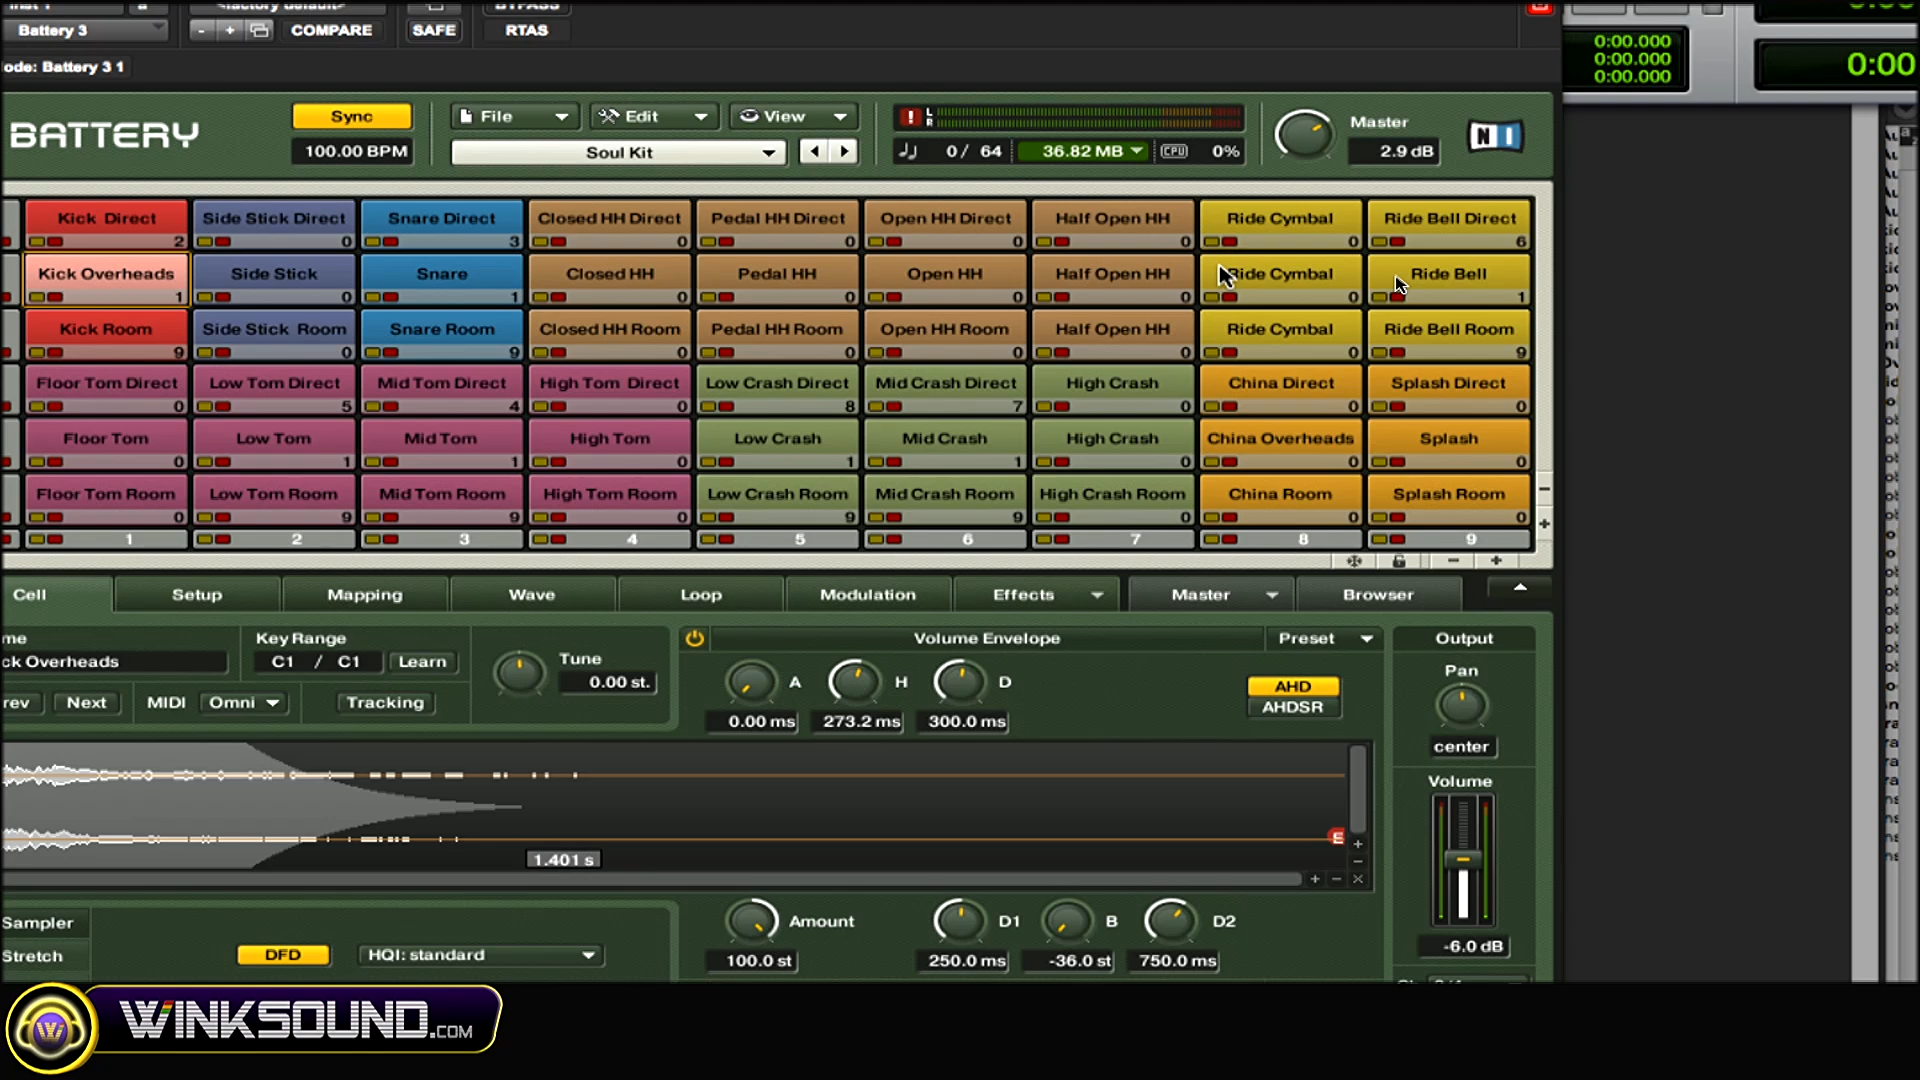 Inst 1 a <factory default> BYPASS
Battery 3 - + COMPARE SAFE RTAS
ode: Battery 3 1
0:00.000
0:00.000
0:00.000
0:00
BATTERY Sync File Edit View ! L R Master NI
100.00 BPM Soul Kit 0/ 64 36.82 MB CPU 0% 2.9 dB
Kick Direct Side Stick Direct Snare Direct Closed HH Direct Pedal HH Direct Open HH Direct Half Open HH Ride Cymbal Ride Bell Direct
2 0 3 0 0 0 0 0 6
Kick Overheads Side Stick Snare Closed HH Pedal HH Open HH Half Open HH Ride Cymbal Ride Bell
1 0 1 0 0 0 0 0 1
Kick Room Side Stick Room Snare Room Closed HH Room Pedal HH Room Open HH Room Half Open HH Ride Cymbal Ride Bell Room
9 0 9 0 0 0 0 0 9
Floor Tom Direct Low Tom Direct Mid Tom Direct High Tom Direct Low Crash Direct Mid Crash Direct High Crash China Direct Splash Direct
0 5 4 0 8 7 0 0 0
Floor Tom Low Tom Mid Tom High Tom Low Crash Mid Crash High Crash China Overheads Splash
0 1 1 0 1 1 0 0 0
Floor Tom Room Low Tom Room Mid Tom Room High Tom Room Low Crash Room Mid Crash Room High Crash Room China Room Splash Room
0 9 9 0 9 9 0 0 0
1 2 3 4 5 6 7 8 9
Cell Setup Mapping Wave Loop Modulation Effects Master Browser
me Key Range Volume Envelope Preset Output
ck Overheads C1 / C1 Learn Tune 0.00 st. A H D AHD Pan
rev Next MIDI Omni Tracking 0.00 ms 273.2 ms 300.0 ms AHDSR
center
Volume
E
1.401 s
Sampler Amount D1 B D2
Stretch DFD HQI: standard 100.0 st 250.0 ms -36.0 st 750.0 ms -6.0 dB
W WINKSOUND.COM